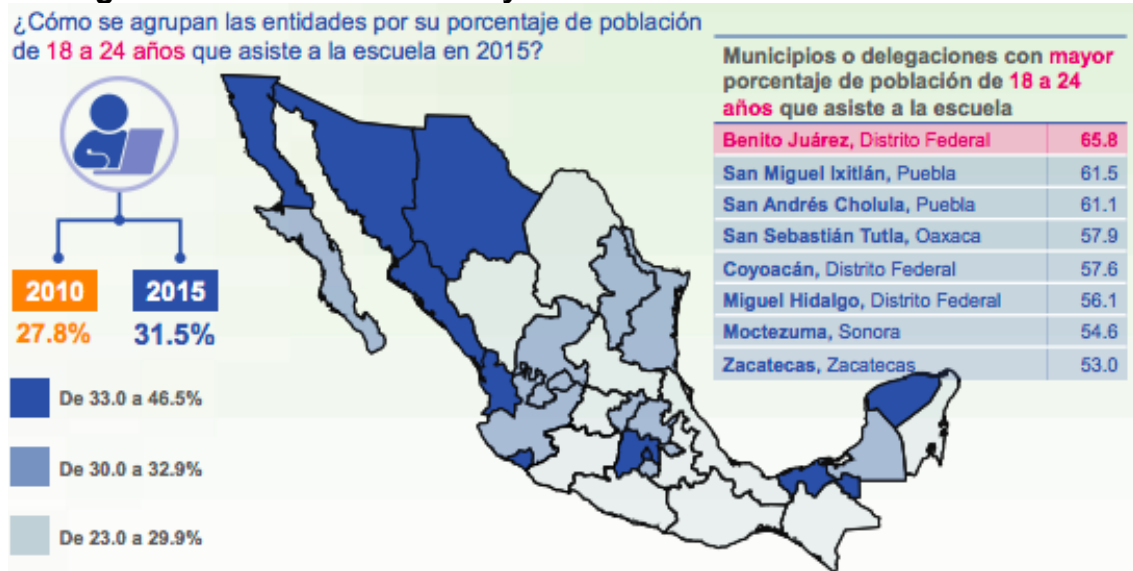 ¿Cómo se agrupan las entidades por su porcentaje de población
de 18 a 24 años que asiste a la escuela en 2015?
2010
27.8%
2015
31.5%
De 33.0 a 46.5%
De 30.0 a 32.9%
De 23.0 a 29.9%
Municipios o delegaciones con mayor
porcentaje de población de 18 a 24
años que asiste a la escuela
Benito Juárez, Distrito Federal 65.8
San Miguel Ixitlán, Puebla 61.5
San Andrés Cholula, Puebla 61.1
San Sebastián Tutla, Oaxaca 57.9
Coyoacán, Distrito Federal 57.6
Miguel Hidalgo, Distrito Federal 56.1
Moctezuma, Sonora 54.6
Zacatecas, Zacatecas 53.0